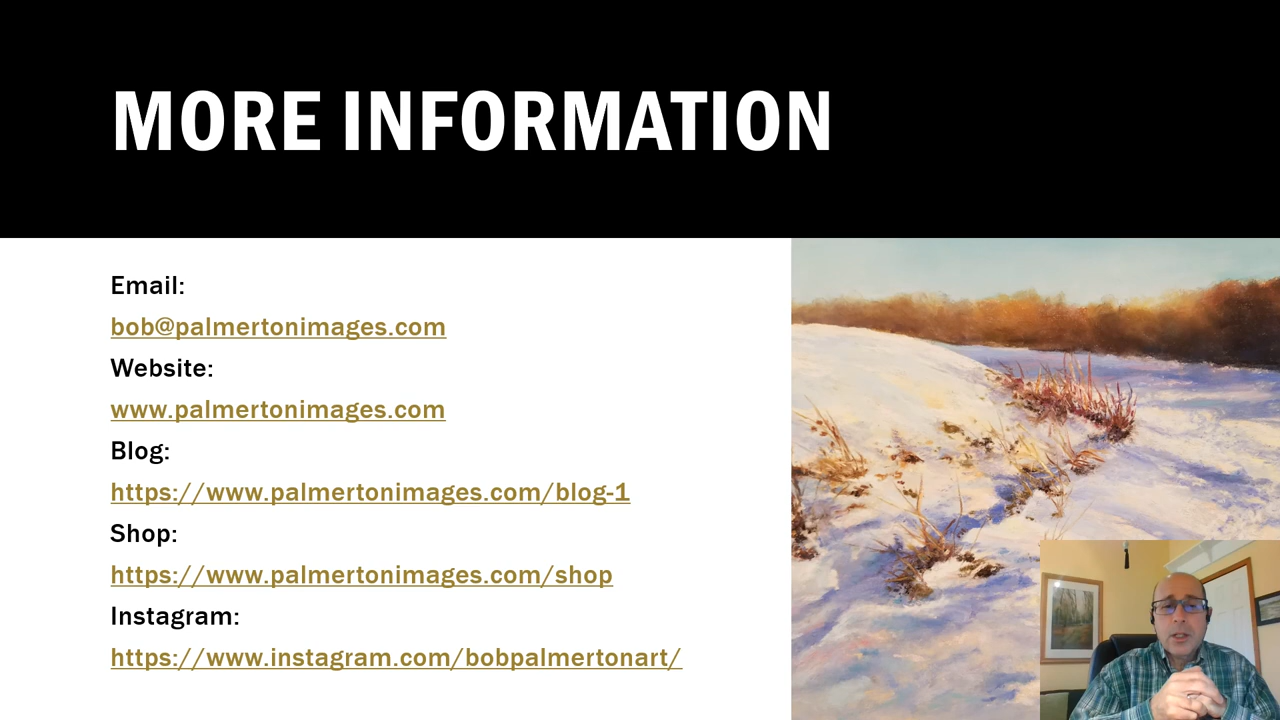 MORE INFORMATION
Email:
bob@palmertonimages.com
Website:
www.palmertonimages.com
Blog:
https://www.palmertonimages.com/blog-1
Shop:
https://www.palmertonimages.com/shop
Instagram:
https://www.instagram.com/bobpalmertonart/